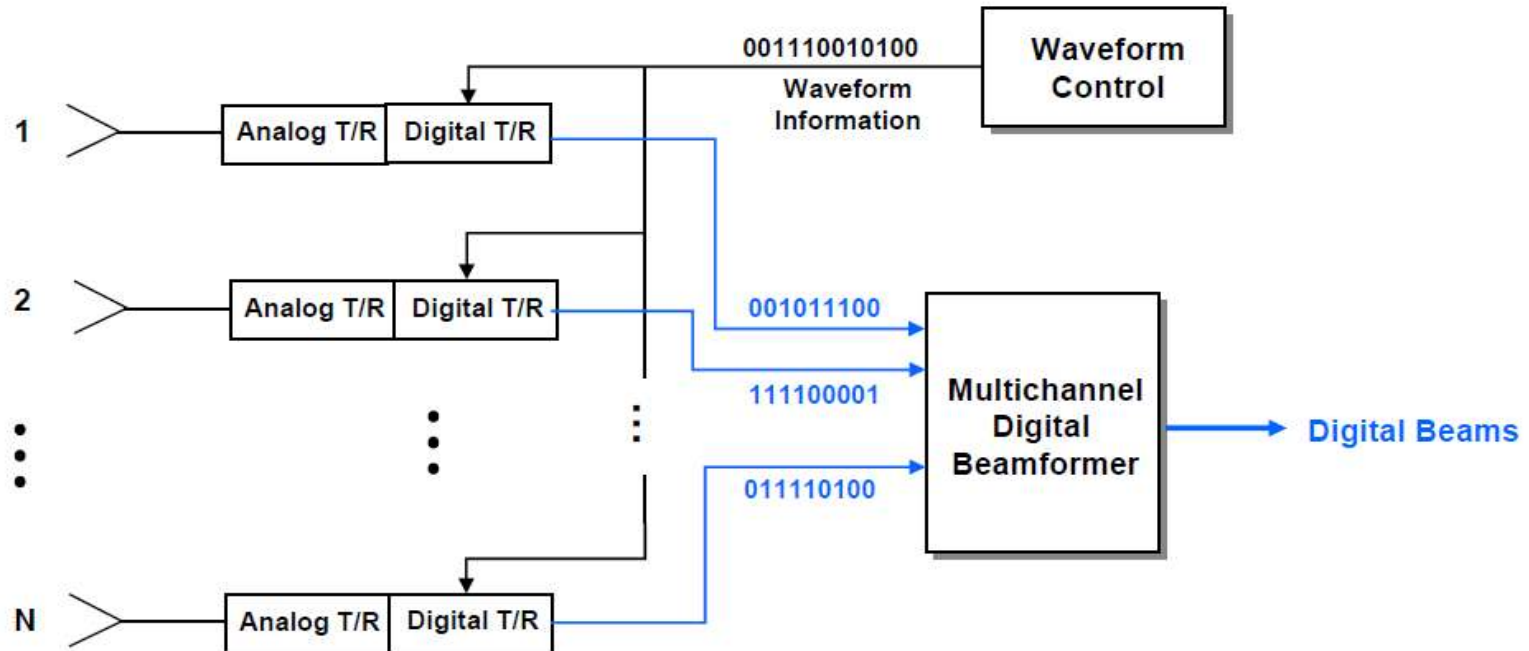 001110010100
Waveform
Information
Waveform
Control
1
Analog T/R
Digital T/R
2
Analog T/R
Digital T/R
001011100
111100001
011110100
Multichannel
Digital
Beamformer
Digital Beams
N
Analog T/R
Digital T/R